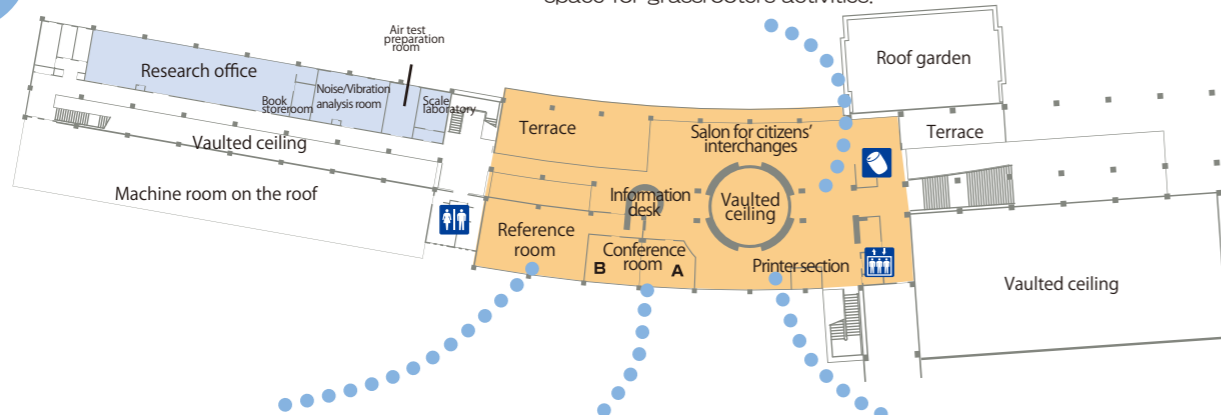 space for grassrooters activities.
Air test
preparation
room
Roof garden
Research office
Book
storeroom
Noise/Vibration
analysis room
Scale
laboratory
Vaulted ceiling
Machine room on the roof
Terrace
Salon for citizens'
interchanges
Terrace
Information
desk
Vaulted
ceiling
Reference
room
Conference
room
B
A
Printer section
Vaulted ceiling